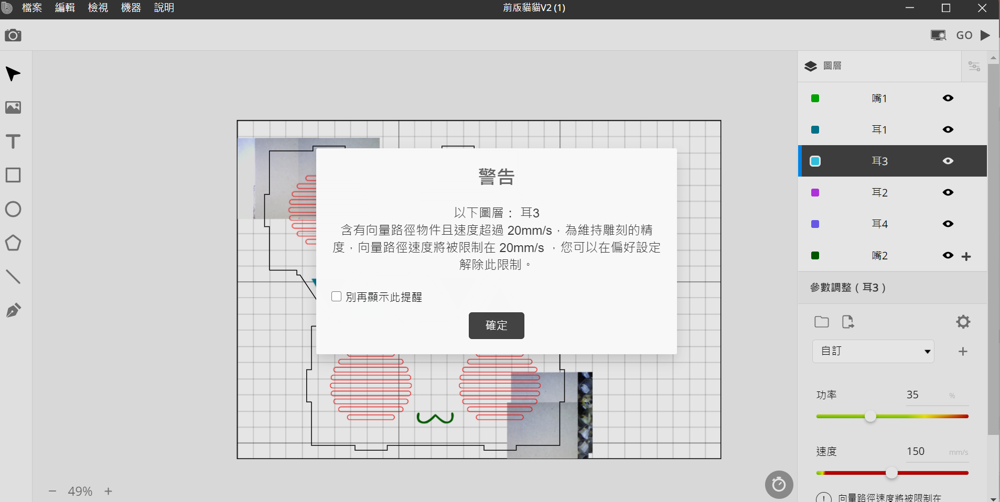 檔案 編輯 檢視 機器 說明
前版貓貓V2 (1)
GO
圖層
嘴1
耳1
耳3
耳2
耳4
嘴2
警告
以下圖層： 耳3
含有向量路徑物件且速度超過 20mm/s，為維持雕刻的精
度，向量路徑速度將被限制在 20mm/s ，您可以在偏好設定
解除此限制。
別再顯示此提醒
確定
參數調整 ( 耳3 )
自訂
功率 35 %
速度 150 mm/s
向量路徑速度將被限制在
49%